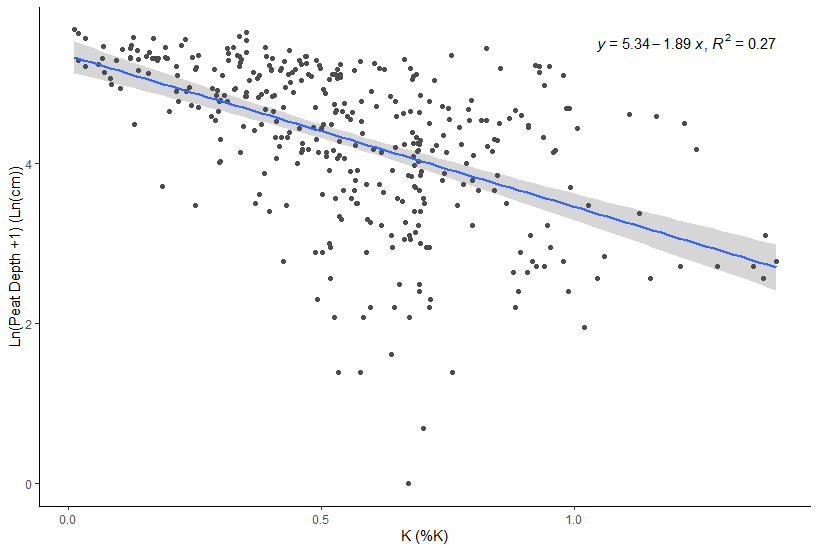 y = 5.34 – 1.89 x, R² = 0.27
Ln(Peat Depth +1) (Ln(cm))
4
2
0
0.0 0.5 1.0
K (%K)